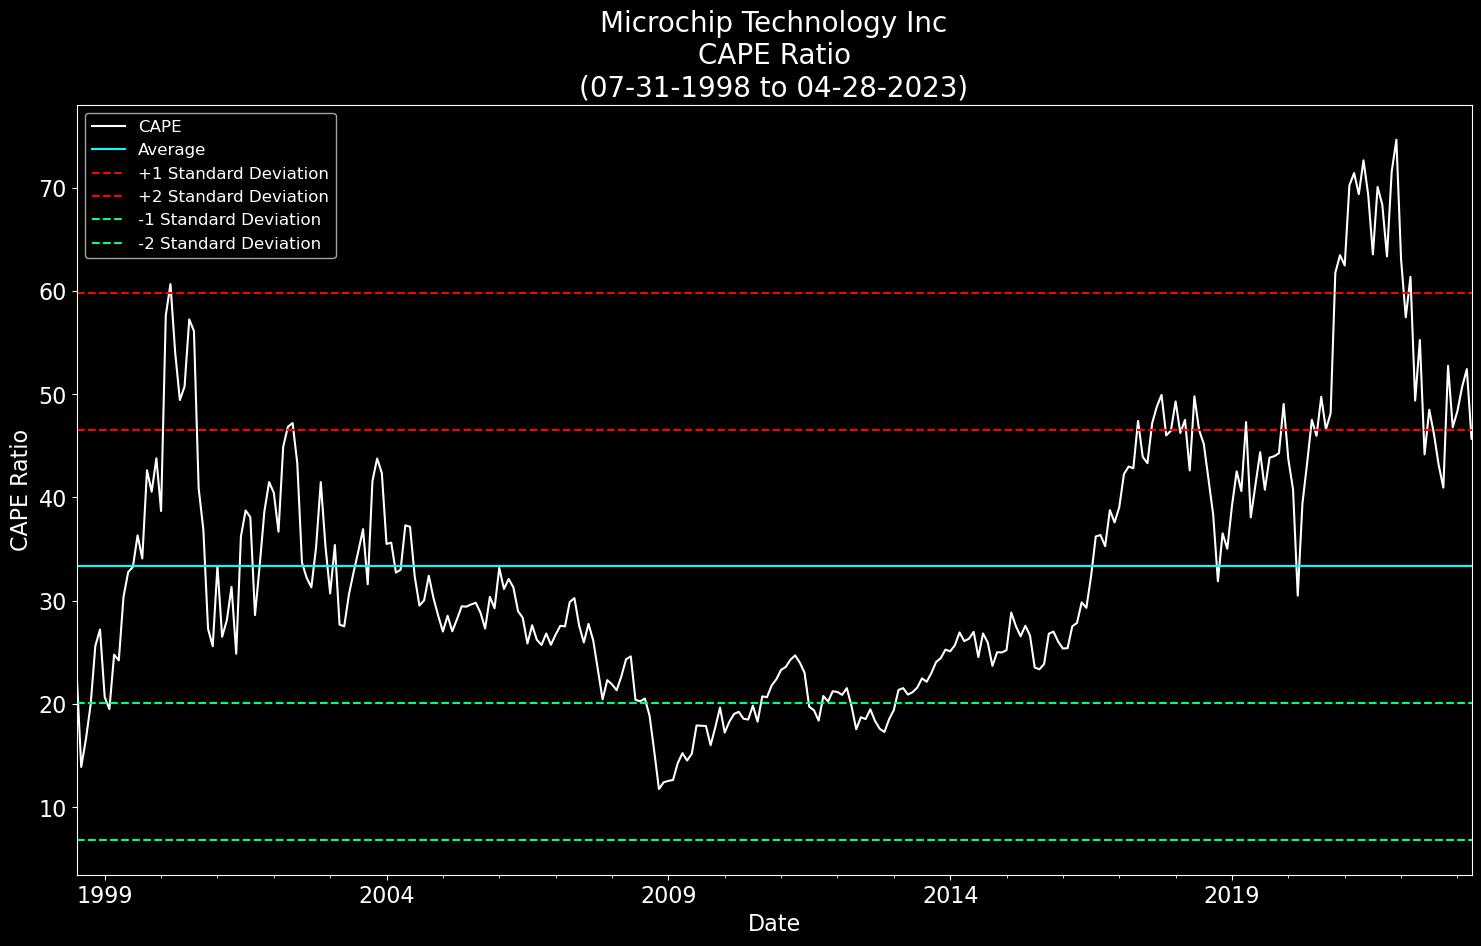 Microchip Technology Inc
CAPE Ratio
(07-31-1998 to 04-28-2023)
CAPE
Average
+1 Standard Deviation
+2 Standard Deviation
-1 Standard Deviation
-2 Standard Deviation
CAPE Ratio
70
60
50
40
30
20
10
1999 2004 2009 2014 2019
Date